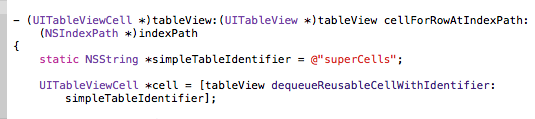 - (UITableViewCell *)tableView:(UITableView *)tableView cellForRowAtIndexPath:
(NSIndexPath *)indexPath
{
static NSString *simpleTableIdentifier = @"superCells";
UITableViewCell *cell = [tableView dequeueReusableCellWithIdentifier:
simpleTableIdentifier];